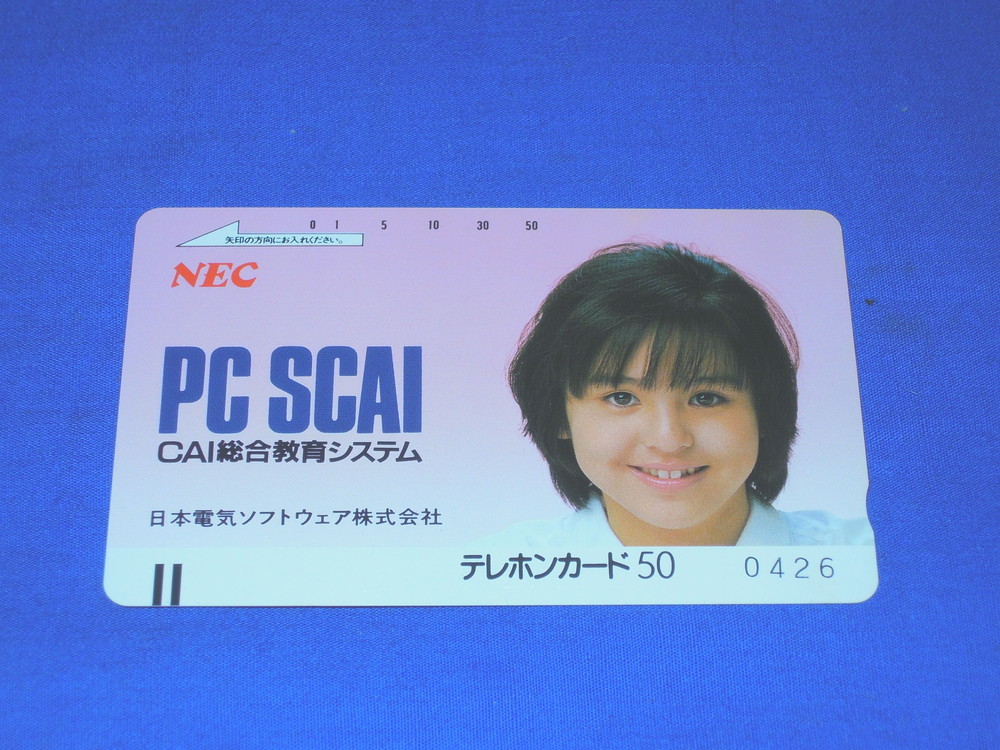 0 1 5 10 30 50
矢印の方向にお入れください。
NEC
PC SCAI
CAI総合教育システム
日本電気ソフトウェア株式会社
テレホンカード50 0426